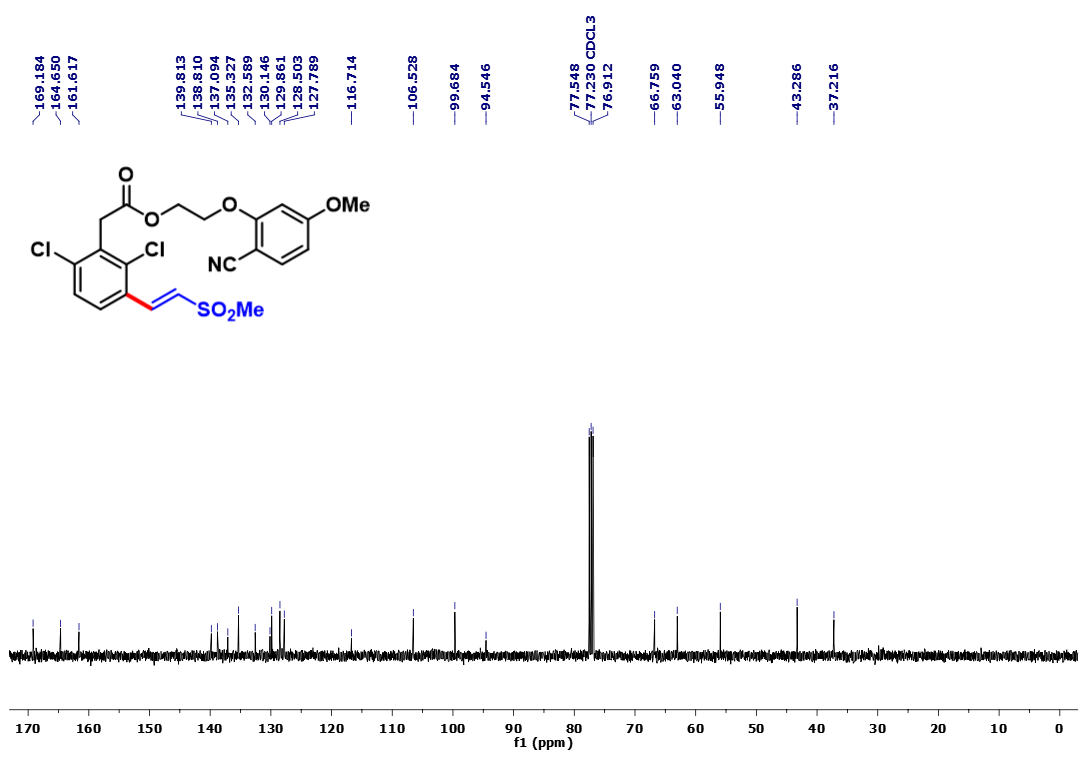 169.184
164.650
161.617
139.813
138.810
137.094
135.327
132.589
130.146
129.861
128.503
127.789
116.714
106.528
99.684
94.546
77.548
77.230 CDCL3
76.912
66.759
63.040
55.948
43.286
37.216
O
O
O
OMe
Cl
Cl
NC
SO2Me
170 160 150 140 130 120 110 100 90 80 70 60 50 40 30 20 10 0
f1 (ppm)